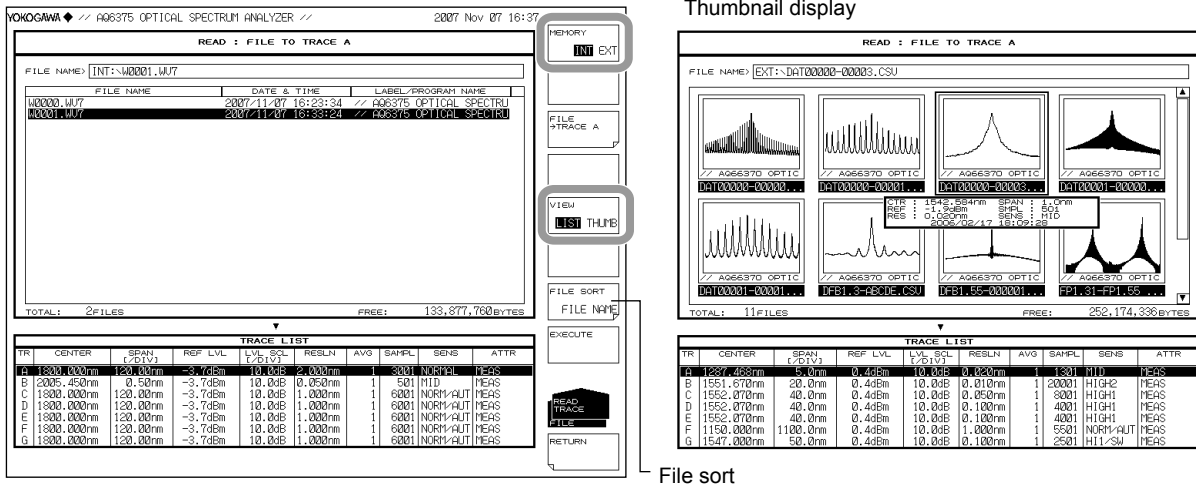 YOKOGAWA ◆ // AQ6375 OPTICAL SPECTRUM ANALYZER // 2007 Nov 07 16:37
READ : FILE TO TRACE A
FILE NAME> INT:\W0001.WV7
FILE NAME DATE & TIME LABEL/PROGRAM NAME
W0000.WV7 2007/11/07 16:23:34 // AQ6375 OPTICAL SPECTRU
W0001.WV7 2007/11/07 16:33:24 // AQ6375 OPTICAL SPECTRU
TOTAL: 2FILES FREE: 133,877,760BYTES
▼
TRACE LIST
TR CENTER SPAN [/DIV] REF LVL LVL SCL [/DIV] RESLN AVG SAMPL SENS ATTR
A 1800.000nm 120.00nm -3.7dBm 10.0dB 2.000nm 1 3001 NORMAL MEAS
B 2005.450nm 0.50nm -3.7dBm 10.0dB 0.050nm 1 501 MID MEAS
C 1800.000nm 120.00nm -3.7dBm 10.0dB 1.000nm 1 6001 NORM/AUT MEAS
D 1800.000nm 120.00nm -3.7dBm 10.0dB 1.000nm 1 6001 NORM/AUT MEAS
E 1800.000nm 120.00nm -3.7dBm 10.0dB 1.000nm 1 6001 NORM/AUT MEAS
F 1800.000nm 120.00nm -3.7dBm 10.0dB 1.000nm 1 6001 NORM/AUT MEAS
G 1800.000nm 120.00nm -3.7dBm 10.0dB 1.000nm 1 6001 NORM/AUT MEAS
MEMORY
INT EXT
FILE
→TRACE A
VIEW
LIST THUMB
FILE SORT
FILE NAME
EXECUTE
READ
TRACE
FILE
RETURN
File sort
Thumbnail display
READ : FILE TO TRACE A
FILE NAME> EXT:\DAT00000-00003.CSV
// AQ66370 OPTIC // AQ66370 OPTIC // AQ66370 OPTIC // AQ66370 OPTIC
DAT00000-00000... DAT00000-00001... DAT00000-00003... DAT00001-00000...
CTR : 1542.584nm SPAN : 1.0nm
REF : -1.9dBm SMPL : 501
RES : 0.020nm SENS : MID
2006/02/17 18:09:28
// AQ66370 OPTIC // AQ66370 OPTIC // AQ66370 OPTIC // AQ66370 OPTIC
DAT00001-00001... DFB1.3-ABCDE.CSV DFB1.55-000001... FP1.31-FP1.55 ...
TOTAL: 11FILES FREE: 252,174,336BYTES
▼
TRACE LIST
TR CENTER SPAN [/DIV] REF LVL LVL SCL [/DIV] RESLN AVG SAMPL SENS ATTR
A 1287.468nm 5.0nm 0.4dBm 10.0dB 0.020nm 1 1301 MID MEAS
B 1551.670nm 20.0nm 0.4dBm 10.0dB 0.010nm 1 20001 HIGH2 MEAS
C 1552.070nm 40.0nm 0.4dBm 10.0dB 0.050nm 1 8001 HIGH1 MEAS
D 1552.070nm 40.0nm 0.4dBm 10.0dB 0.100nm 1 4001 HIGH1 MEAS
E 1552.070nm 40.0nm 0.4dBm 10.0dB 0.100nm 1 4001 HIGH1 MEAS
F 1150.000nm 1100.0nm 0.4dBm 10.0dB 1.000nm 1 5501 NORM/AUT MEAS
G 1547.000nm 50.0nm 0.4dBm 10.0dB 0.100nm 1 2501 HI1/SW MEAS